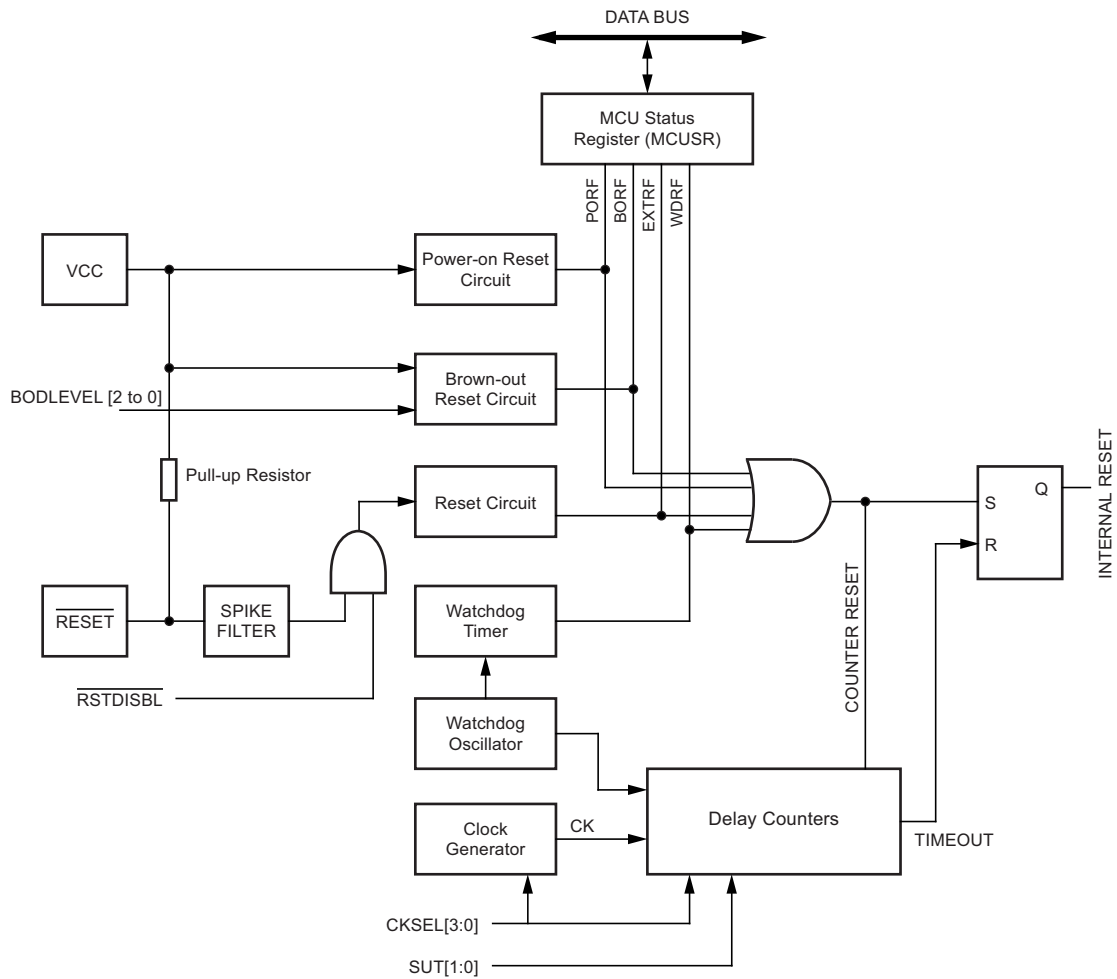 DATA BUS
MCU Status
Register (MCUSR)
PORF
BORF
EXTRF
WDRF
VCC
Power-on Reset
Circuit
Brown-out
Reset Circuit
BODLEVEL [2 to 0]
Pull-up Resistor
Reset Circuit
S
Q
R
INTERNAL RESET
RESET
SPIKE
FILTER
Watchdog
Timer
COUNTER RESET
RSTDISBL
Watchdog
Oscillator
Clock
Generator
CK
Delay Counters
TIMEOUT
CKSEL[3:0]
SUT[1:0]